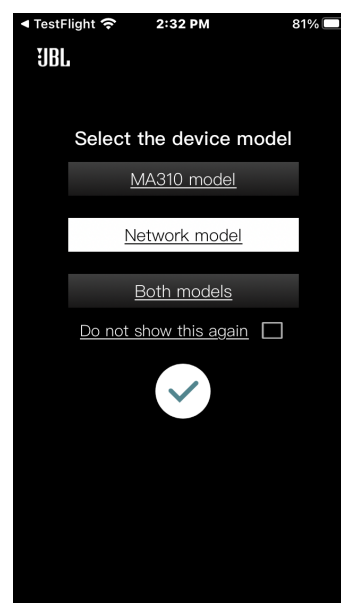 ◄ TestFlight 2:32 PM 81%
JBL
Select the device model
MA310 model
Network model
Both models
Do not show this again